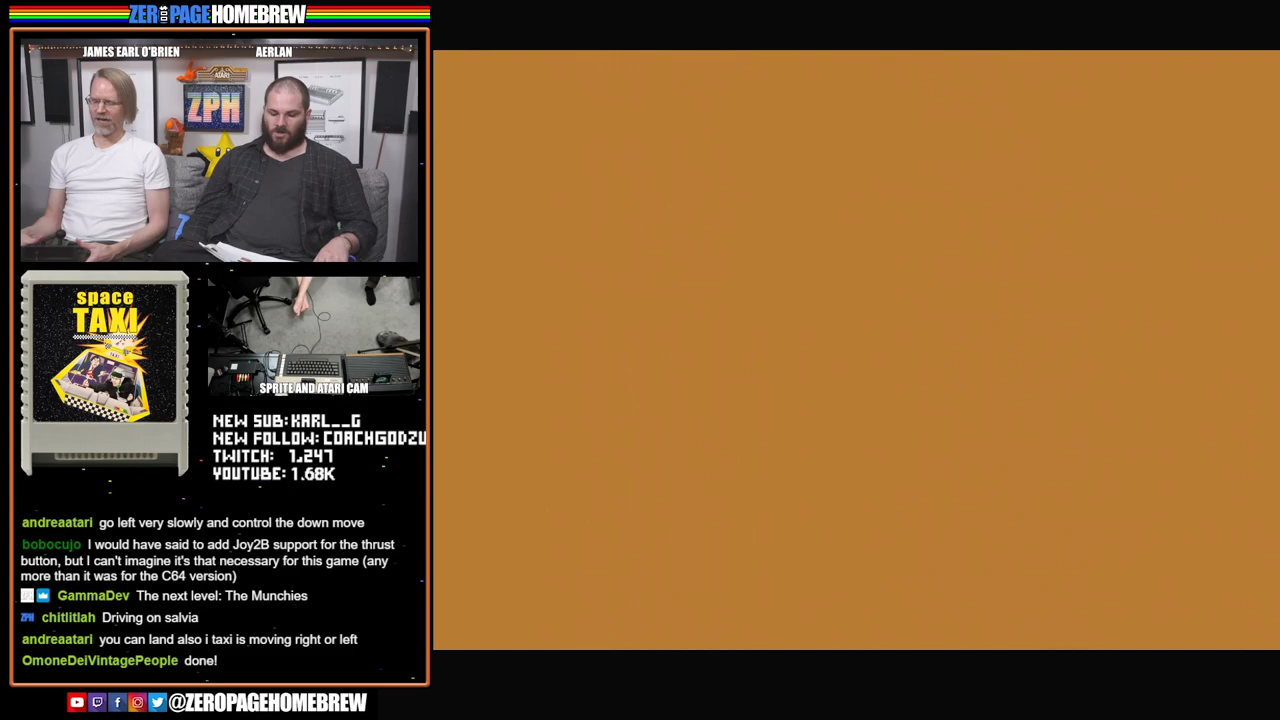 ZER PAGE HOMEBREW
JAMES EARL O'BRIEN
AERLAN
ATARI
ZPH
space
TAXI
TAXI
SPRITE AND ATARI CAM
NEW SUB: KARL__G
NEW FOLLOW: COACHGODZU
TWITCH: 1,247
YOUTUBE: 1.68K
andreaatari go left very slowly and control the down move
bobocujo I would have said to add Joy2B support for the thrust
button, but I can't imagine it's that necessary for this game (any
more than it was for the C64 version)
GammaDev The next level: The Munchies
ZPH chitlitlah Driving on salvia
andreaatari you can land also i taxi is moving right or left
OmoneDelVintagePeople done!
@ZEROPAGEHOMEBREW